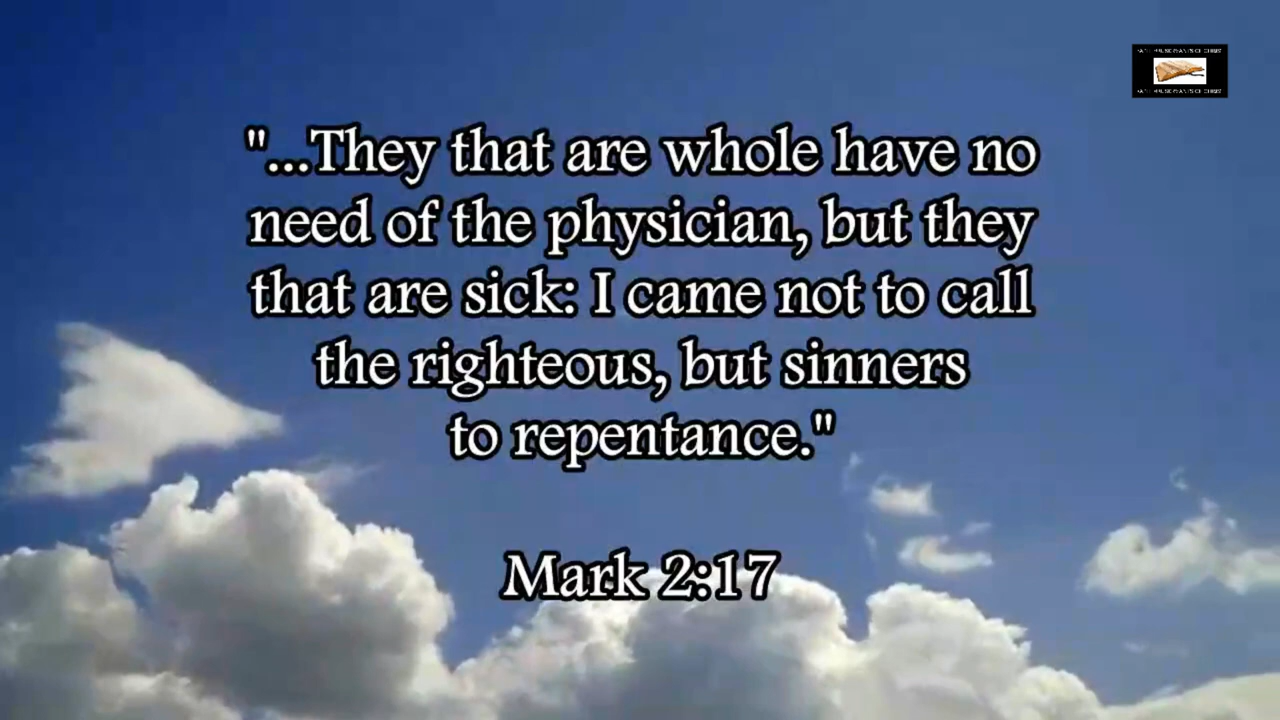 "...They that are whole have no
need of the physician, but they
that are sick: I came not to call
the righteous, but sinners
to repentance."
Mark 2:17